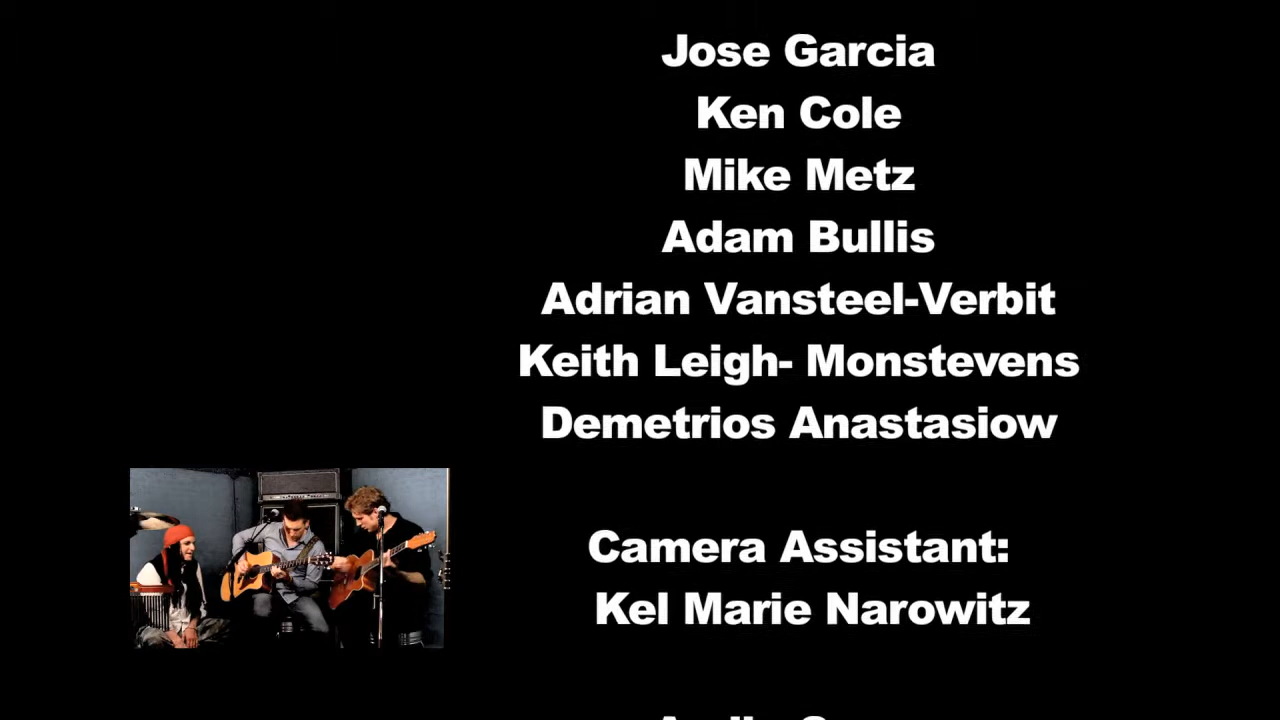 Jose Garcia
Ken Cole
Mike Metz
Adam Bullis
Adrian Vansteel-Verbit
Keith Leigh- Monstevens
Demetrios Anastasiow
Camera Assistant:
Kel Marie Narowitz